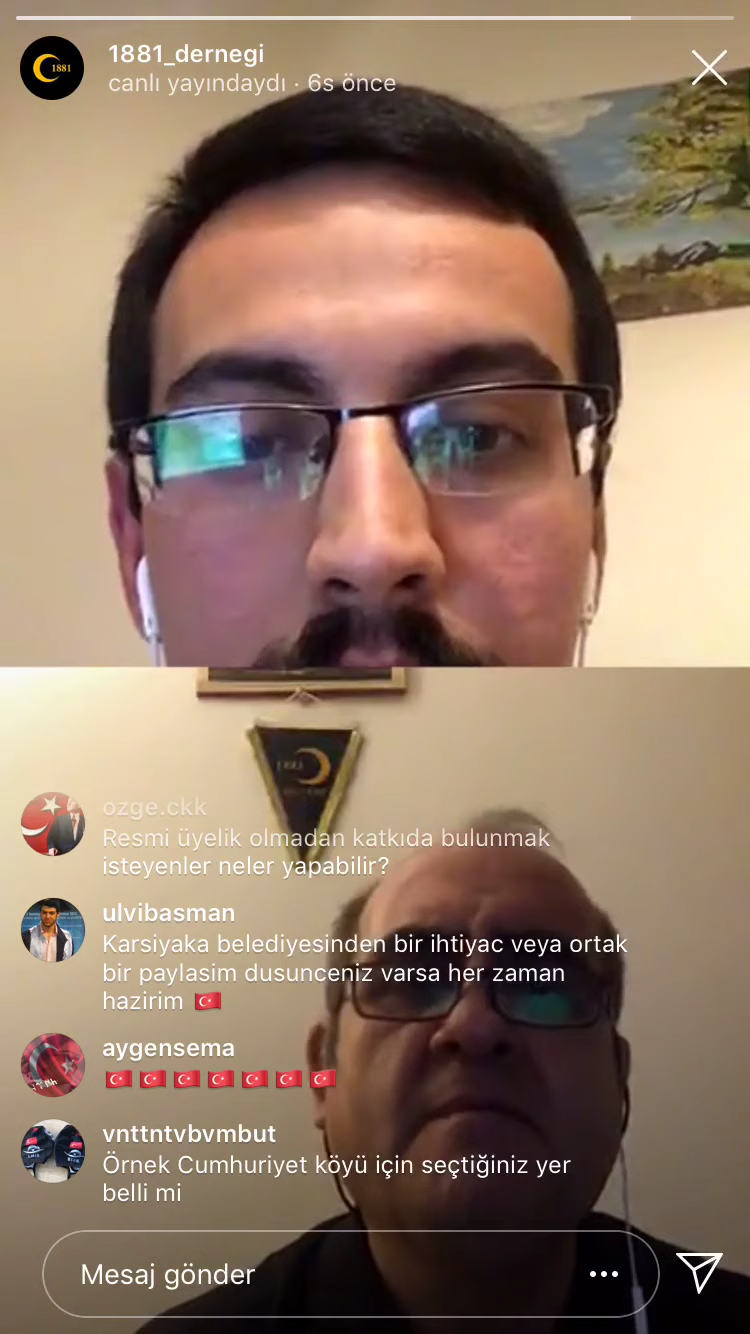 1881_dernegi
canlı yayındaydı · 6s önce
1881
ozge.ckk
Resmi üyelik olmadan katkıda bulunmak
isteyenler neler yapabilir?
ulvibasman
Karsiyaka belediyesinden bir ihtiyac veya ortak
bir paylasim dusunceniz varsa her zaman
hazirim 🇹🇷
aygensema
🇹🇷 🇹🇷 🇹🇷 🇹🇷 🇹🇷 🇹🇷 🇹🇷
vnttntvbvmbut
Örnek Cumhuriyet köyü için seçtiğiniz yer
belli mi
Mesaj gönder